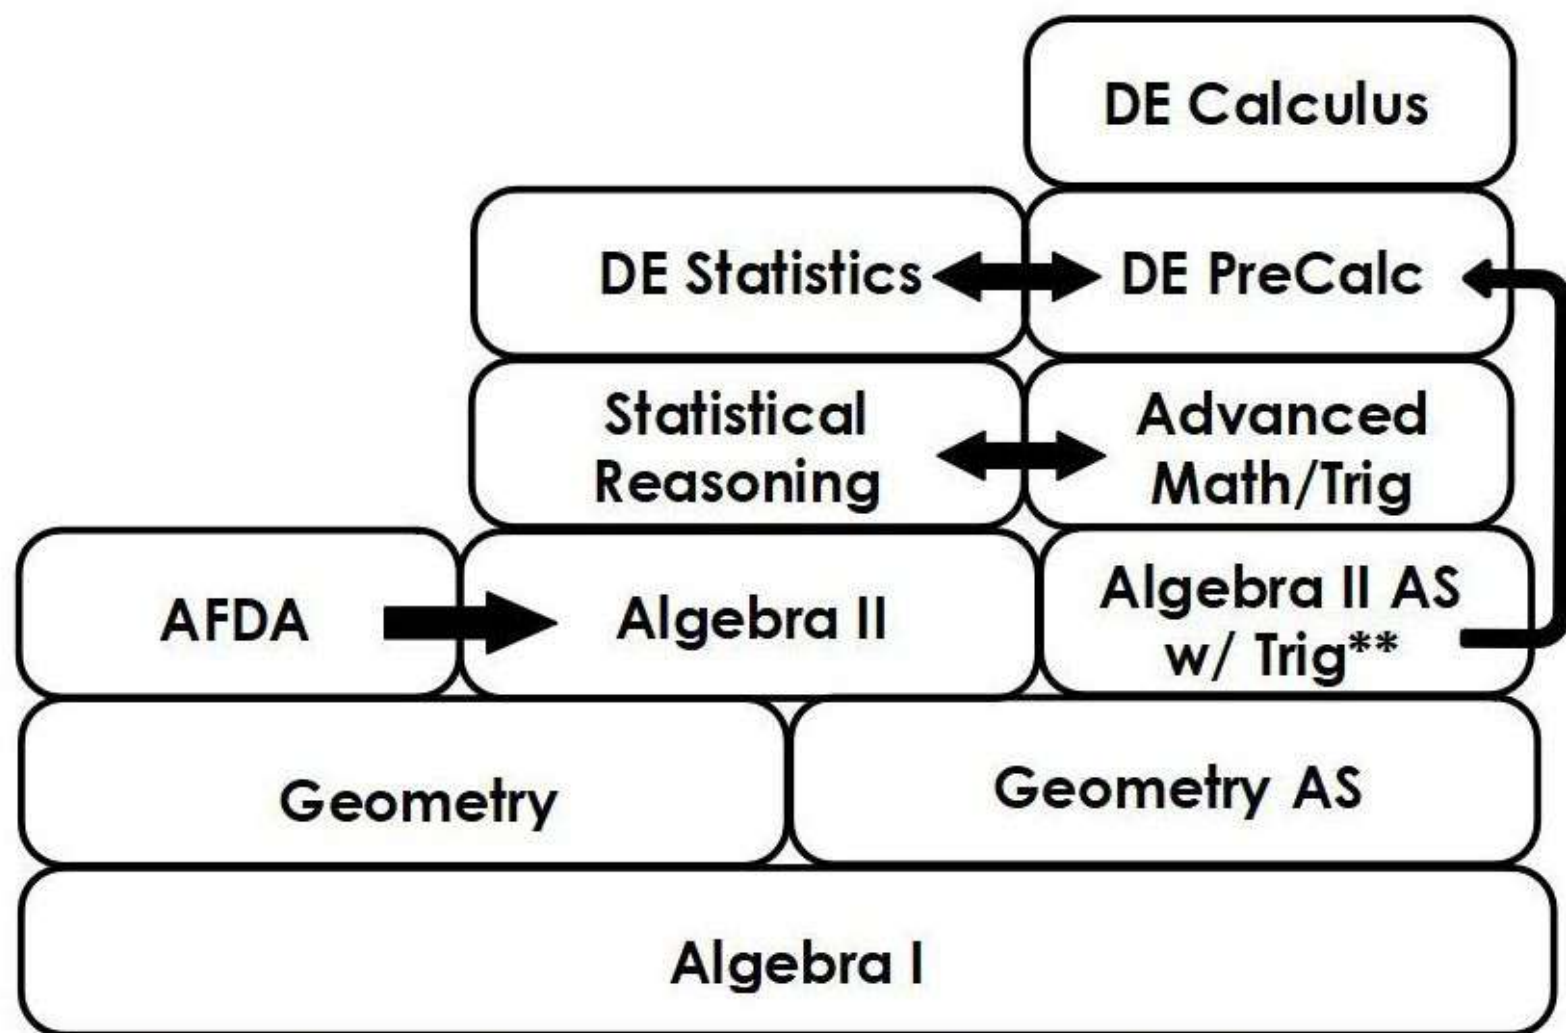 DE Calculus
DE Statistics
DE PreCalc
Statistical
Reasoning
Advanced
Math/Trig
AFDA
Algebra II
Algebra II AS
w/ Trig**
Geometry
Geometry AS
Algebra I